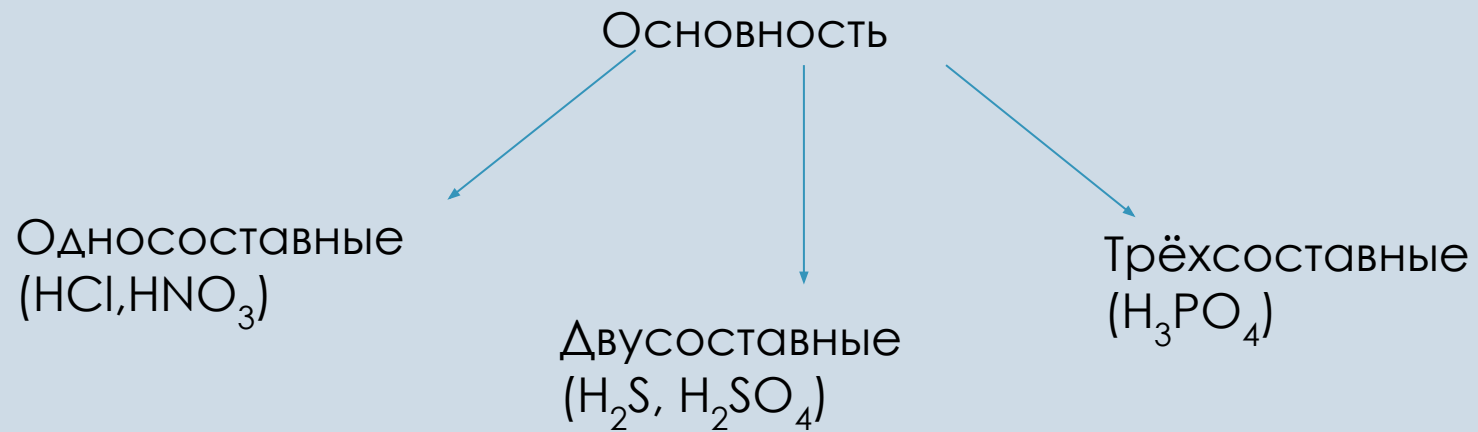 Основность
Односоставные
(HCl,HNO₃)
Двусоставные
(H₂S, H₂SO₄)
Трёхсоставные
(H₃PO₄)